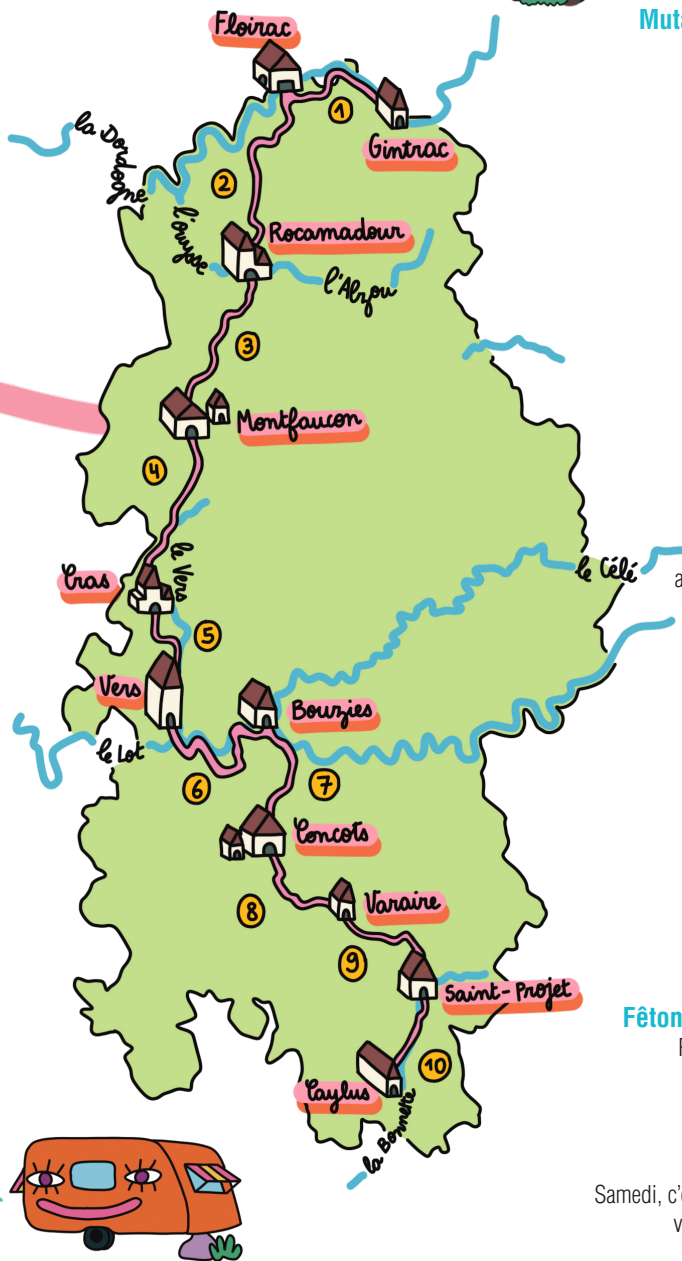 Muta
Floirac
1
la Dordogne
Gintrac
2
l'ouysse
Rocamadour
l'Alzou
3
Montfaucon
4
le Célé
a
Cras
le Vers
5
Vers
Bouziès
le Lot
6
7
Concots
8
Varaire
9
Saint-Projet
Fêton
10
Caylus
la Bonnette
Samedi, c'
v